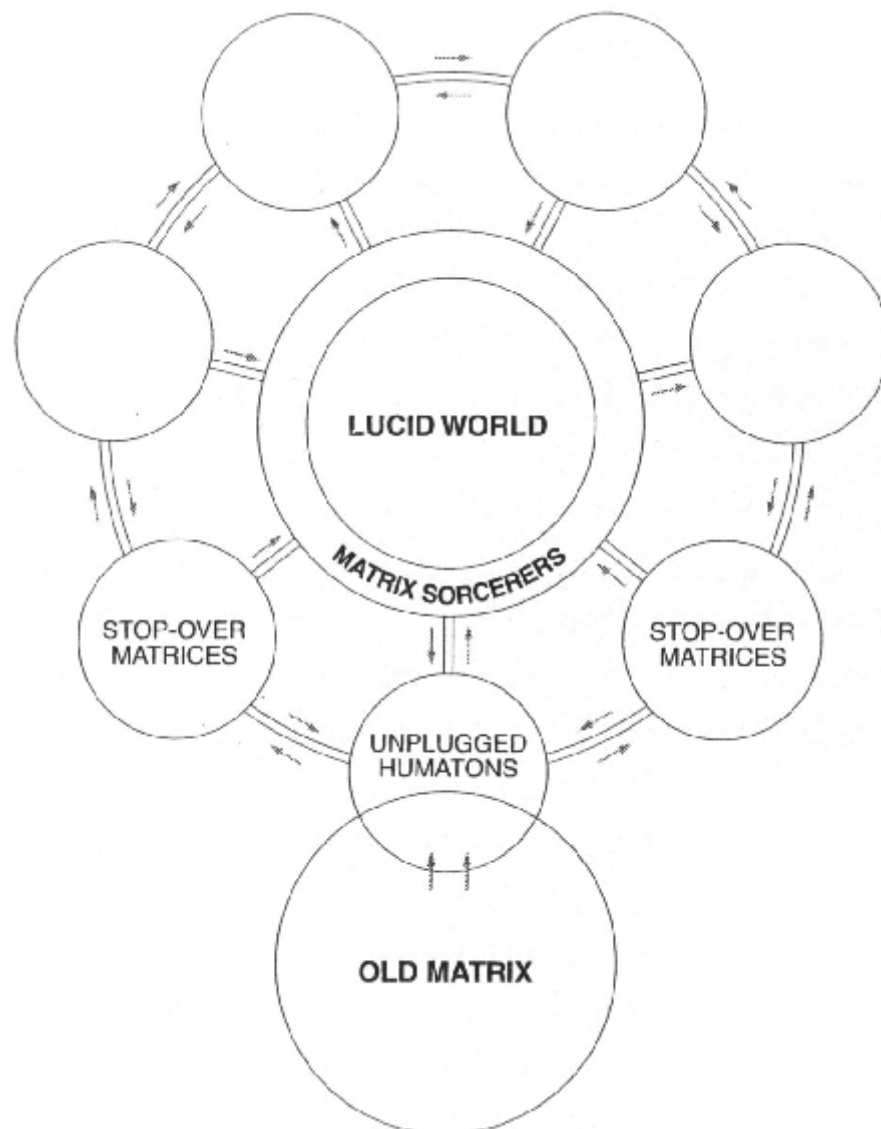 LUCID WORLD
MATRIX SORCERERS
STOP-OVER
MATRICES
STOP-OVER
MATRICES
UNPLUGGED
HUMATONS
OLD MATRIX